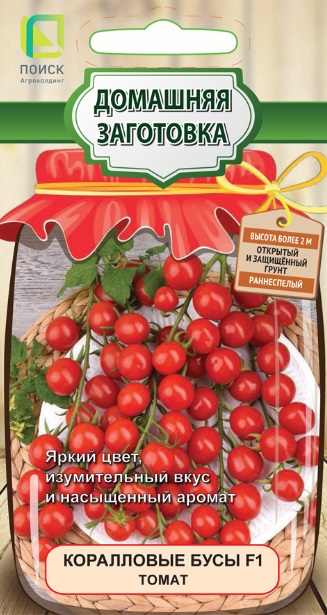 ПОИСК
Агрохолдинг
ДОМАШНЯЯ
ЗАГОТОВКА
ВЫСОТА БОЛЕЕ 2 М
ОТКРЫТЫЙ
И ЗАЩИЩЁННЫЙ
ГРУНТ
РАННЕСПЕЛЫЙ
Яркий цвет,
изумительный вкус
и насыщенный аромат
КОРАЛЛОВЫЕ БУСЫ F1
ТОМАТ